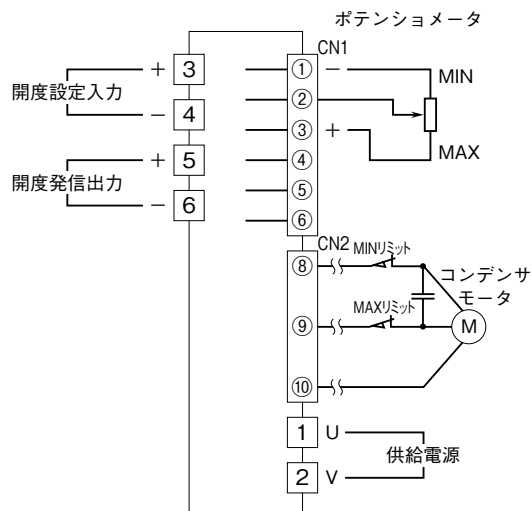 ポテンショメータ
CN1
+ 3
開度設定入力
− 4
+ 5
開度発信出力
− 6
① −
②
③ +
④
⑤
⑥
MIN
MAX
CN2
⑧
MINリミット
コンデンサ
モータ
⑨
MAXリミット
M
⑩
1 U
供給電源
2 V